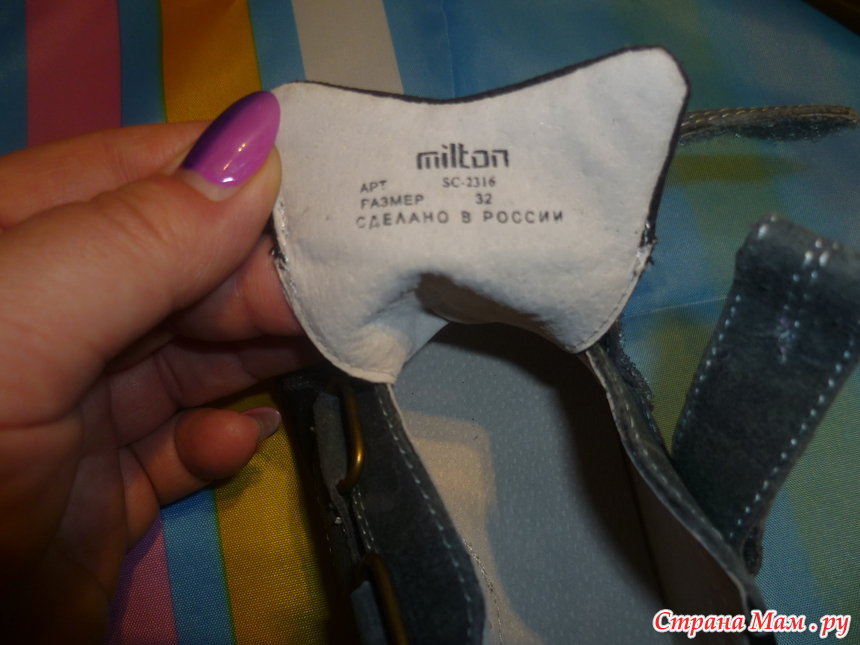 milton
АРТ SC-2316
РАЗМЕР 32
СДЕЛАНО В РОССИИ
Страна Мам.ру